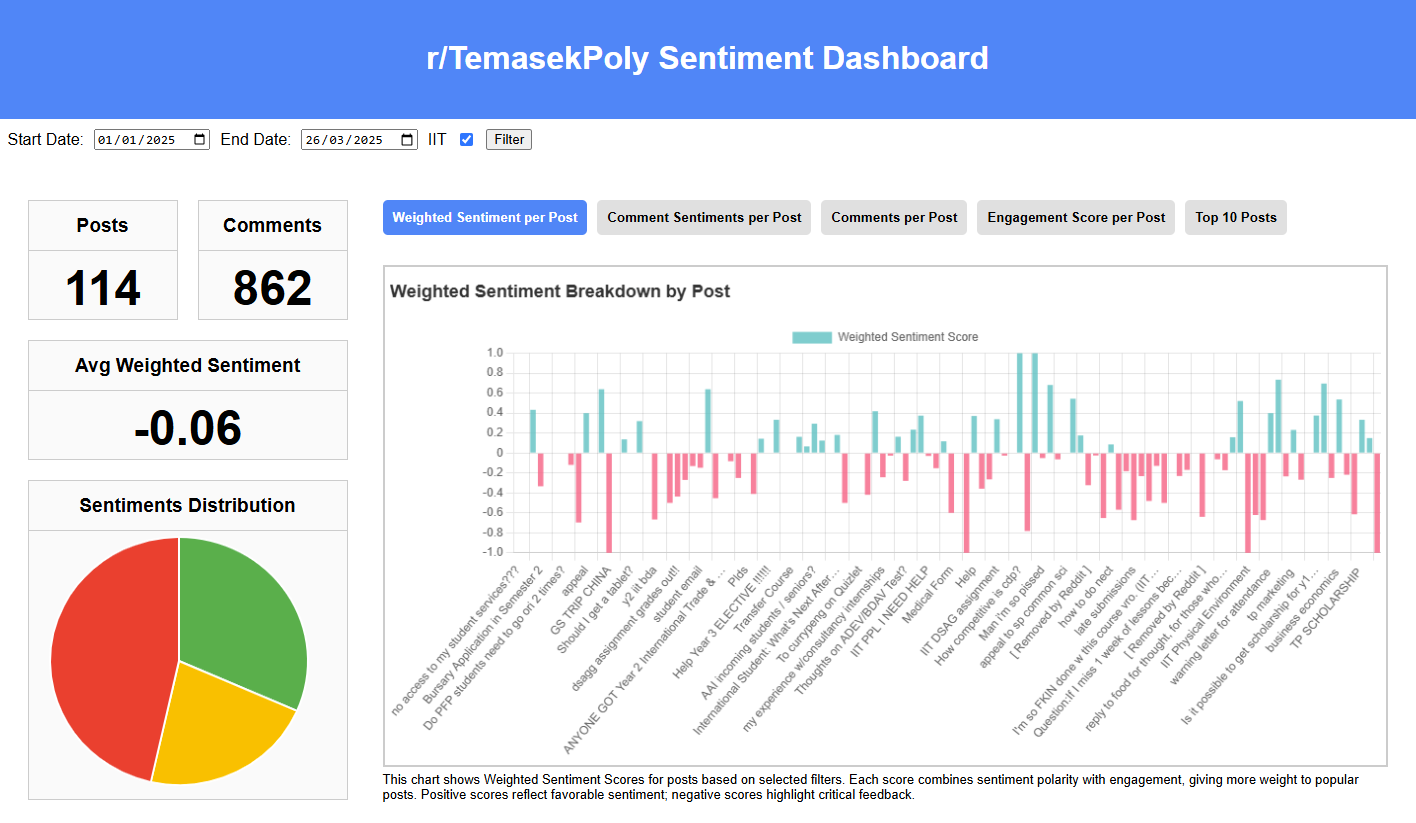 r/TemasekPoly Sentiment Dashboard
Start Date: 01/01/2025 End Date: 26/03/2025 IIT Filter
Posts
114
Comments
862
Avg Weighted Sentiment
-0.06
Sentiments Distribution
Weighted Sentiment per Post
Comment Sentiments per Post
Comments per Post
Engagement Score per Post
Top 10 Posts
Weighted Sentiment Breakdown by Post
Weighted Sentiment Score
1.0
0.8
0.6
0.4
0.2
0
-0.2
-0.4
-0.6
-0.8
-1.0
no access to my student services???
Bursary Application in Semester 2
Do PFP students need to go ori 2 times?
appeal
GS TRIP CHINA
Should I get a tablet?
y2 iit bda
dsagg assignment grades out!!
student email
ANYONE GOT Year 2 International Trade & ...
Plds
Help Year 3 ELECTIVE !!!!!!
Transfer Course
AAI incoming students / seniors?
International Student: What's Next After...
To currypeng on Quizlet
my experience w/consultancy internships
Thoughts on ADEV/BDAV Test?
IIT PPL I NEED HELP
Medical Form
Help
IIT DSAG assignment
How competitive is cdp?
Man i'm so pissed
appeal to sp common sci
[ Removed by Reddit ]
how to do nect
late submissions
I'm so FKIN done w this course vro. (IIT...
Question:If I miss 1 week of lessons bec...
[ Removed by Reddit ]
reply to food for thought. for those who...
IIT Physical Enviroment
warning letter for attendance
tp marketing
Is it possible to get scholarship for y1...
business economics
TP SCHOLARSHIP
This chart shows Weighted Sentiment Scores for posts based on selected filters. Each score combines sentiment polarity with engagement, giving more weight to popular
posts. Positive scores reflect favorable sentiment; negative scores highlight critical feedback.